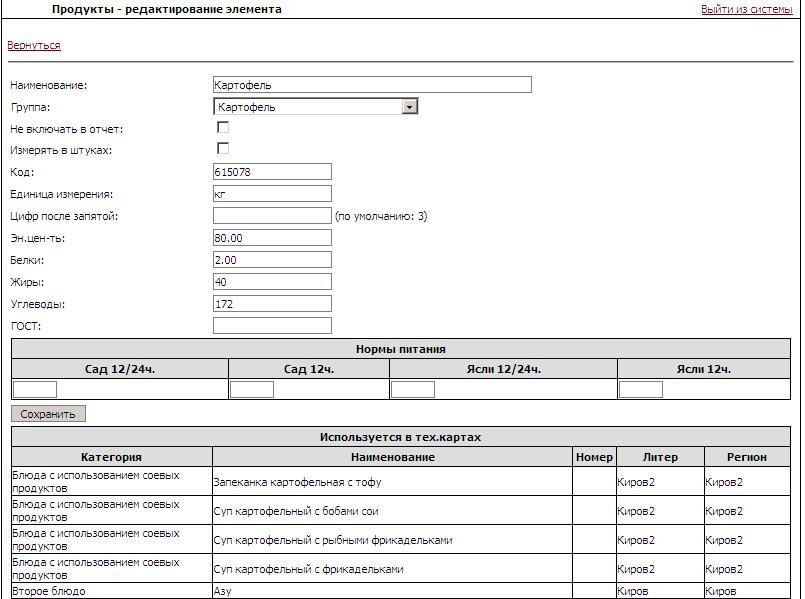 Продукты - редактирование элемента Выйти из системы
Вернуться
Наименование: Картофель
Группа: Картофель
Не включать в отчет:
Измерять в штуках:
Код: 615078
Единица измерения: кг
Цифр после запятой: (по умолчанию: 3)
Эн.цен-ть: 80.00
Белки: 2.00
Жиры: 40
Углеводы: 172
ГОСТ:
Нормы питания
Сад 12/24ч. Сад 12ч. Ясли 12/24ч. Ясли 12ч.
Сохранить
Используется в тех.картах
Категория Наименование Номер Литер Регион
Блюда с использованием соевых
продуктов Запеканка картофельная с тофу Киров2 Киров2
Блюда с использованием соевых
продуктов Суп картофельный с бобами сои Киров2 Киров2
Блюда с использованием соевых
продуктов Суп картофельный с рыбными фрикадельками Киров2 Киров2
Блюда с использованием соевых
продуктов Суп картофельный с фрикадельками Киров2 Киров2
Второе блюдо Азу Киров Киров